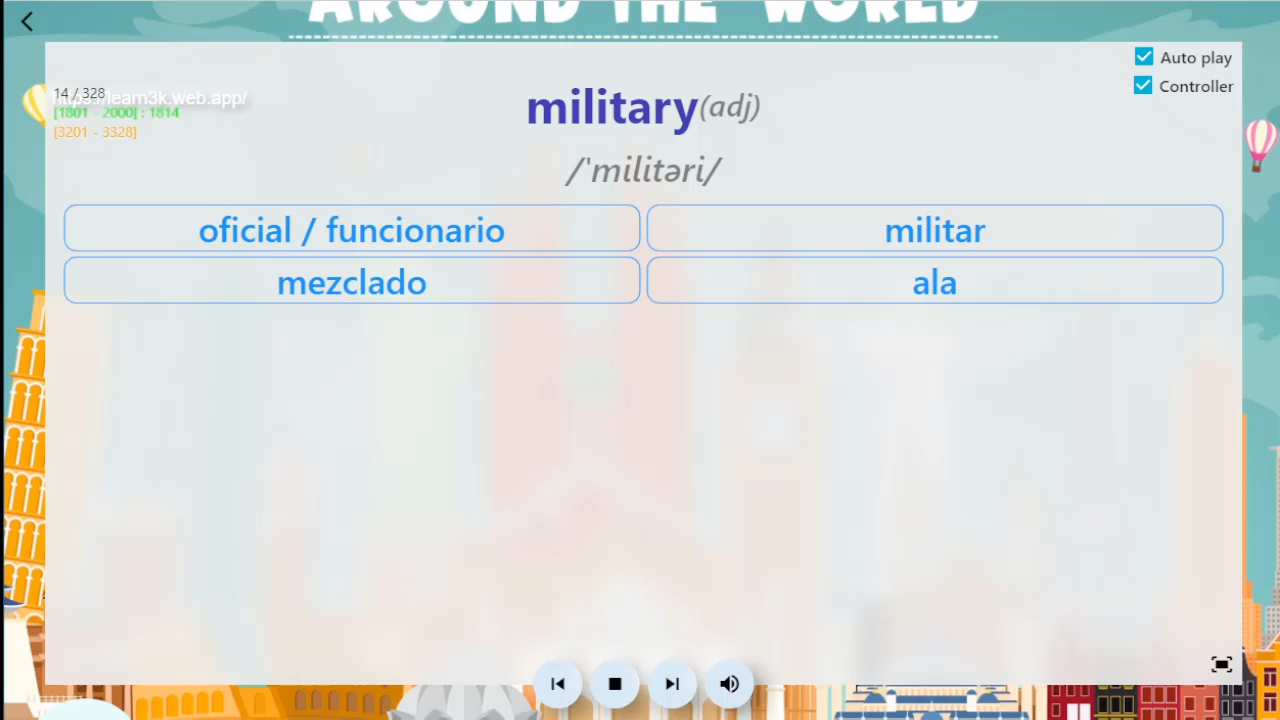 AROUND THE WORLD
Auto play
14 / 328
https://learn3k.web.app/
Controller
military(adj)
[1801 - 2000] : 1814
[3201 - 3328]
/'militəri/
oficial / funcionario
militar
mezclado
ala